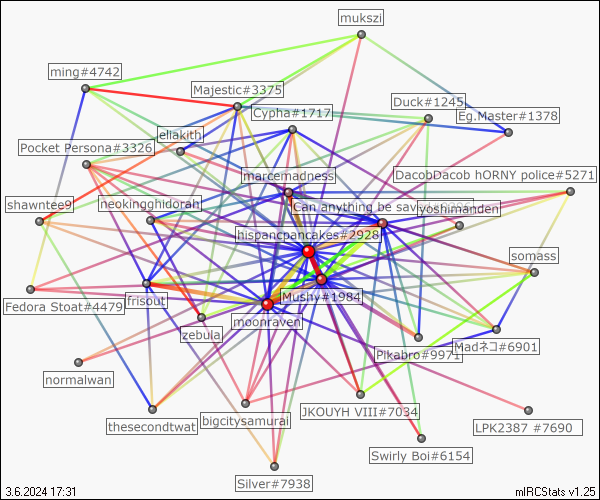 mukszi
ming#4742
Majestic#3375
Duck#1245
Cypha#1717
Eg.Master#1378
ellakith
Pocket Persona#3326
marcemadness
DacobDacob hORNY police#5271
shawntee9
neokingghidorah
Can anything be sav
yoshimanden
hispancpancakes#2928
somass
Fedora Stoat#4479
frisout
Mushy#1984
moonraven
zebula
Pikabro#9971
Madネコ#6901
normalwan
thesecondtwat
bigcitysamurai
JKOUYH VIII#7034
LPK2387 #7690
Swirly Boi#6154
Silver#7938
3.6.2024 17:31
mIRCStats v1.25